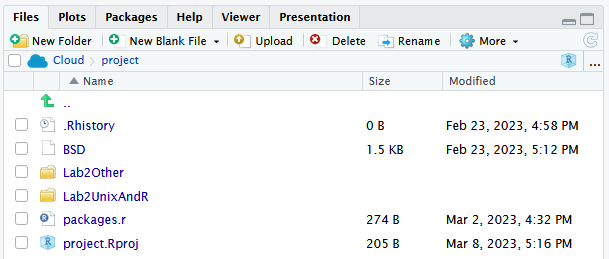 Files Plots Packages Help Viewer Presentation
New Folder New Blank File Upload Delete Rename More
Cloud project ...
Name Size Modified
..
.Rhistory 0 B Feb 23, 2023, 4:58 PM
BSD 1.5 KB Feb 23, 2023, 5:12 PM
Lab2Other
Lab2UnixAndR
packages.r 274 B Mar 2, 2023, 4:32 PM
project.Rproj 205 B Mar 8, 2023, 5:16 PM